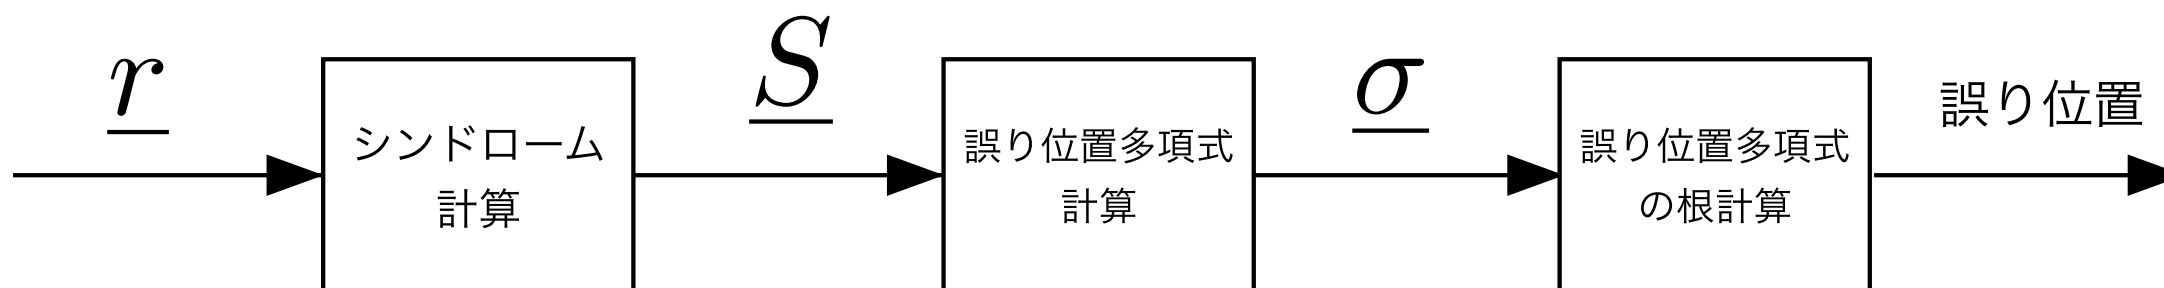 r
シンドローム
計算
S
誤り位置多項式
計算
σ
誤り位置多項式
の根計算
誤り位置